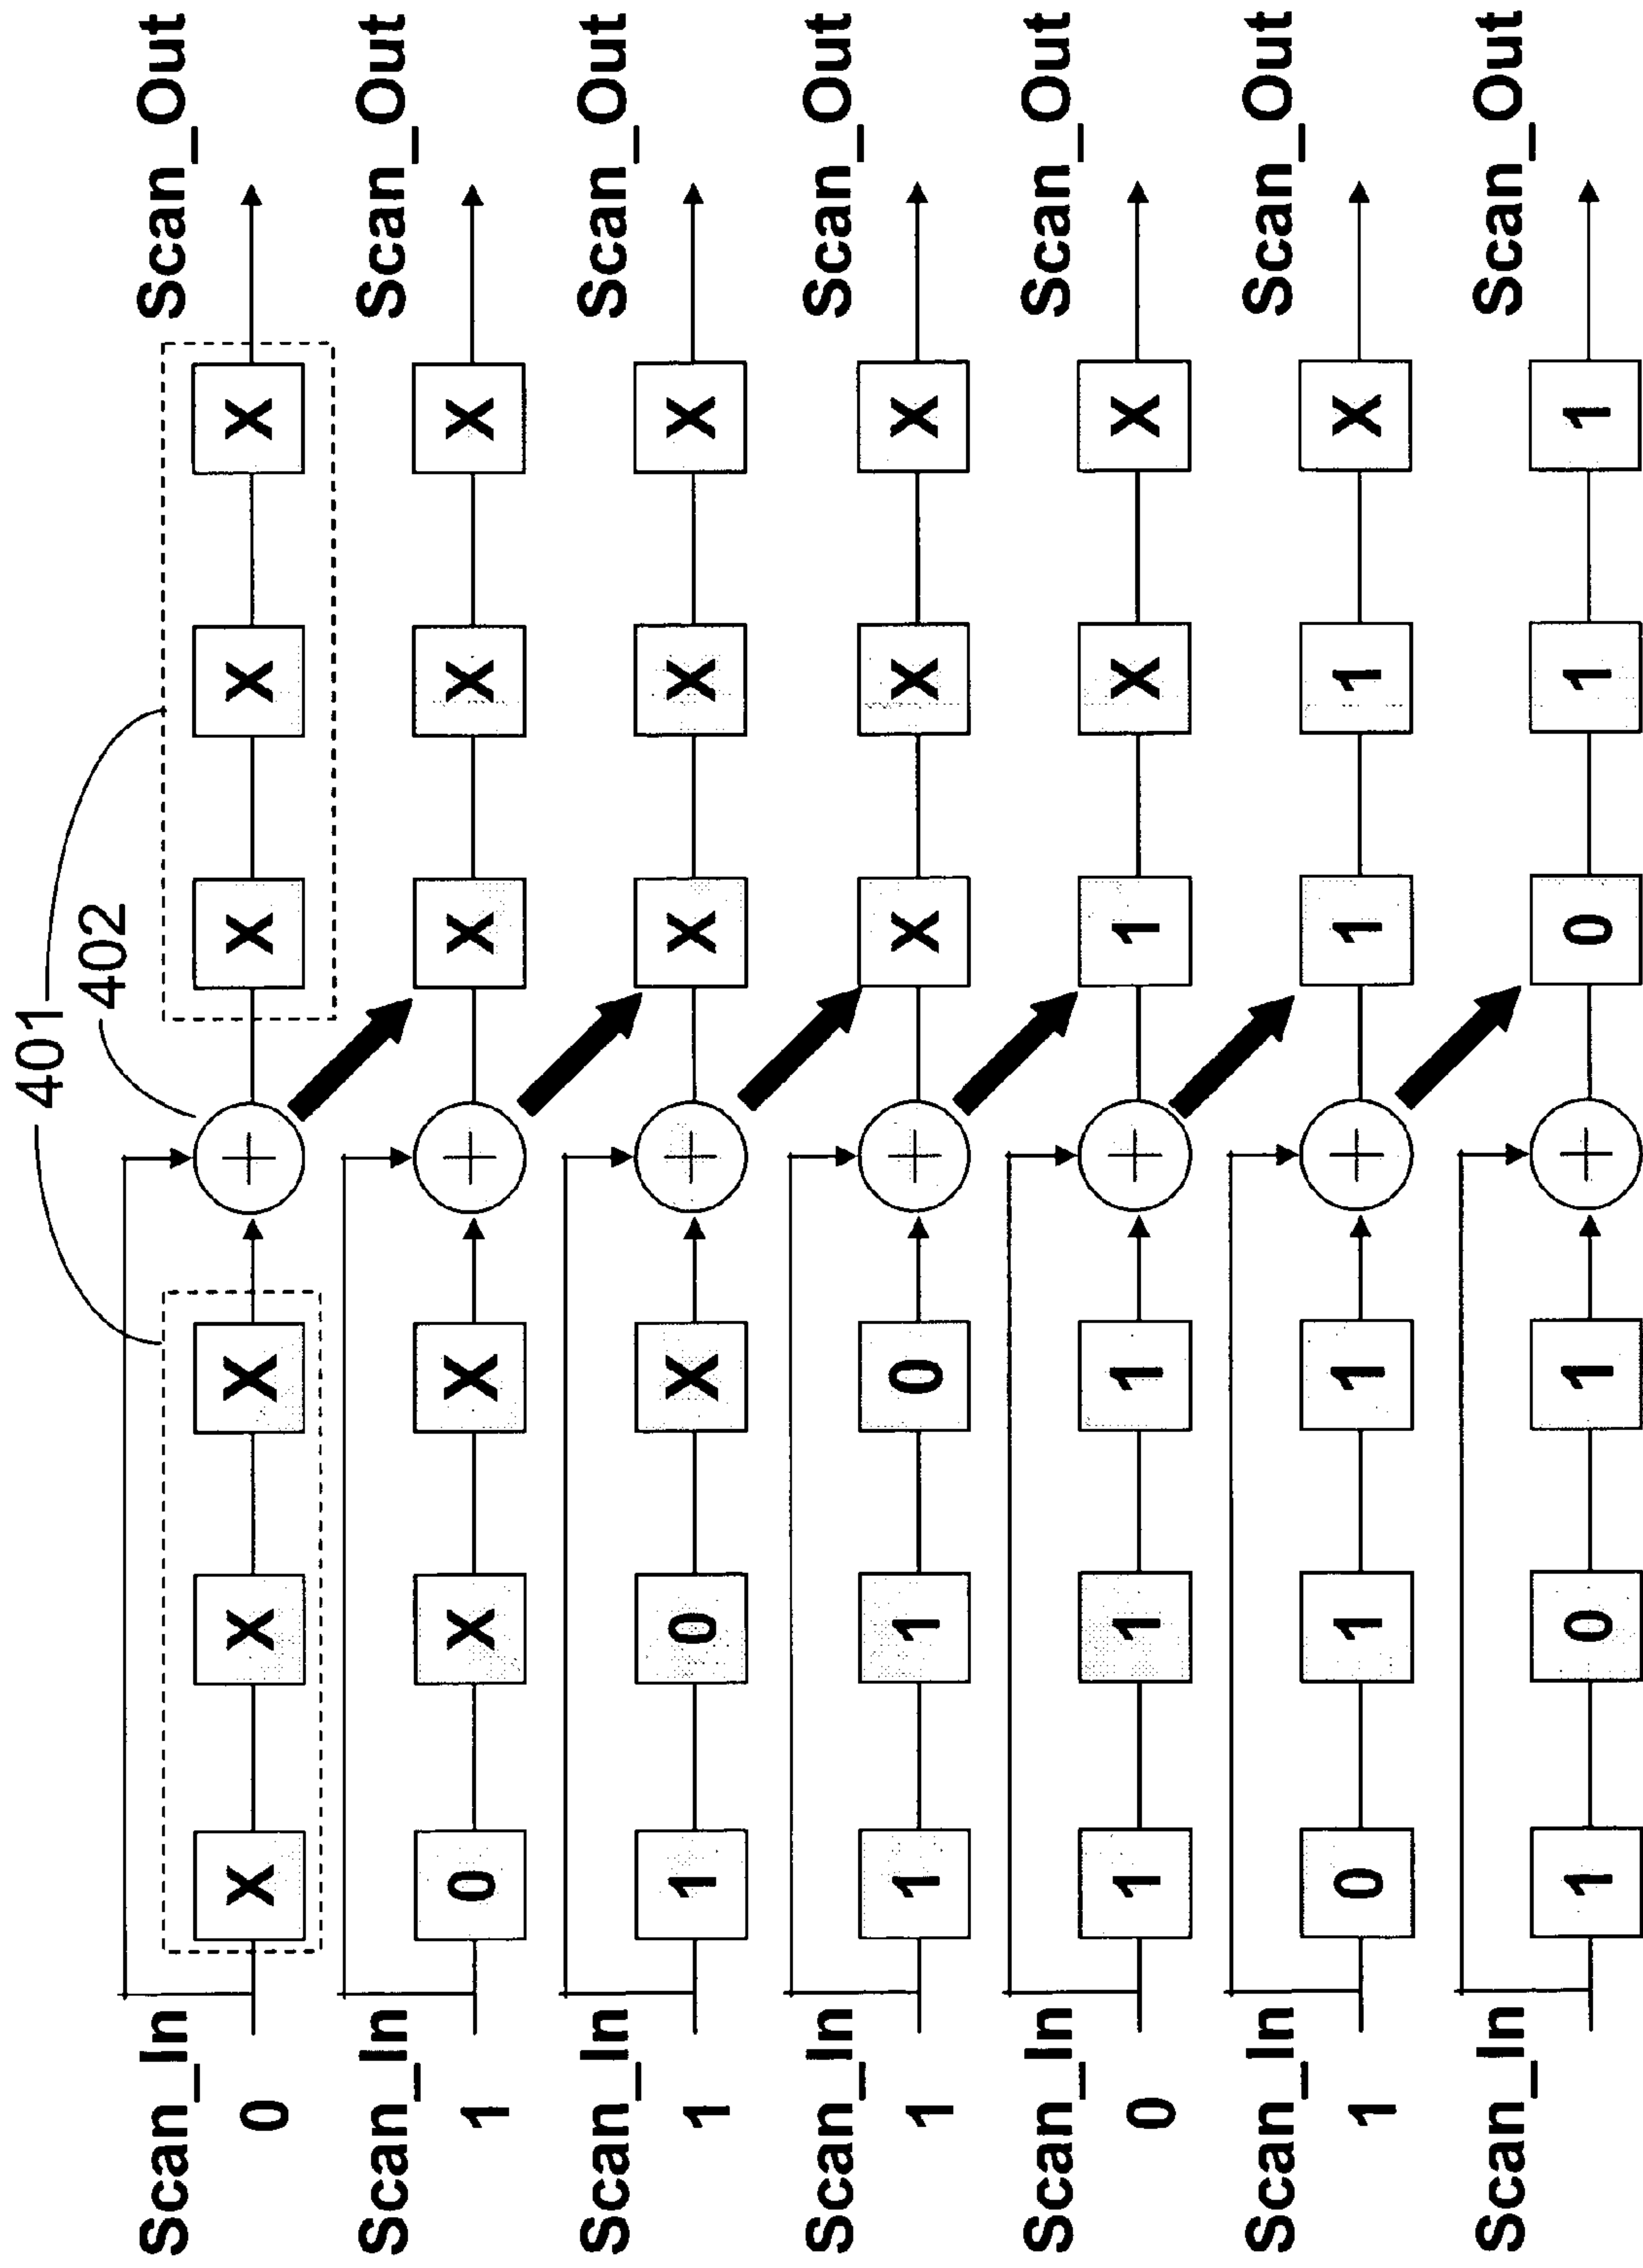 401
402
Scan_In Scan_Out
0 X X X X X X
Scan_In Scan_Out
1 0 X X X X X
Scan_In Scan_Out
1 1 0 X X X X
Scan_In Scan_Out
1 1 1 0 X X X
Scan_In Scan_Out
0 1 1 1 1 X X
Scan_In Scan_Out
1 0 1 1 1 1 X
Scan_In Scan_Out
1 0 1 0 1 1